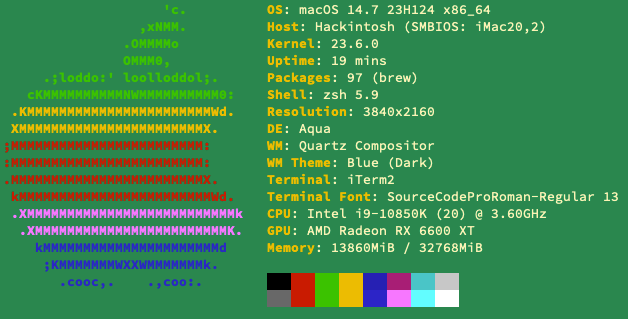 'c.
,xNMM.
.OMMMMo
OMMM0,
.;loddo:' loolloddol;.
cKMMMMMMMMMMNWMMMMMMMMMM0:
.KMMMMMMMMMMMMMMMMMMMMMMMWd.
XMMMMMMMMMMMMMMMMMMMMMMMX.
;MMMMMMMMMMMMMMMMMMMMMMMM:
:MMMMMMMMMMMMMMMMMMMMMMMM:
.MMMMMMMMMMMMMMMMMMMMMMMMX.
kMMMMMMMMMMMMMMMMMMMMMMMMWd.
.XMMMMMMMMMMMMMMMMMMMMMMMMMMk
.XMMMMMMMMMMMMMMMMMMMMMMMMK.
kMMMMMMMMMMMMMMMMMMMMMMd
;KMMMMMMMWXXWMMMMMMMk.
.cooc,.    .,coo:.
OS: macOS 14.7 23H124 x86_64
Host: Hackintosh (SMBIOS: iMac20,2)
Kernel: 23.6.0
Uptime: 19 mins
Packages: 97 (brew)
Shell: zsh 5.9
Resolution: 3840x2160
DE: Aqua
WM: Quartz Compositor
WM Theme: Blue (Dark)
Terminal: iTerm2
Terminal Font: SourceCodeProRoman-Regular 13
CPU: Intel i9-10850K (20) @ 3.60GHz
GPU: AMD Radeon RX 6600 XT
Memory: 13860MiB / 32768MiB